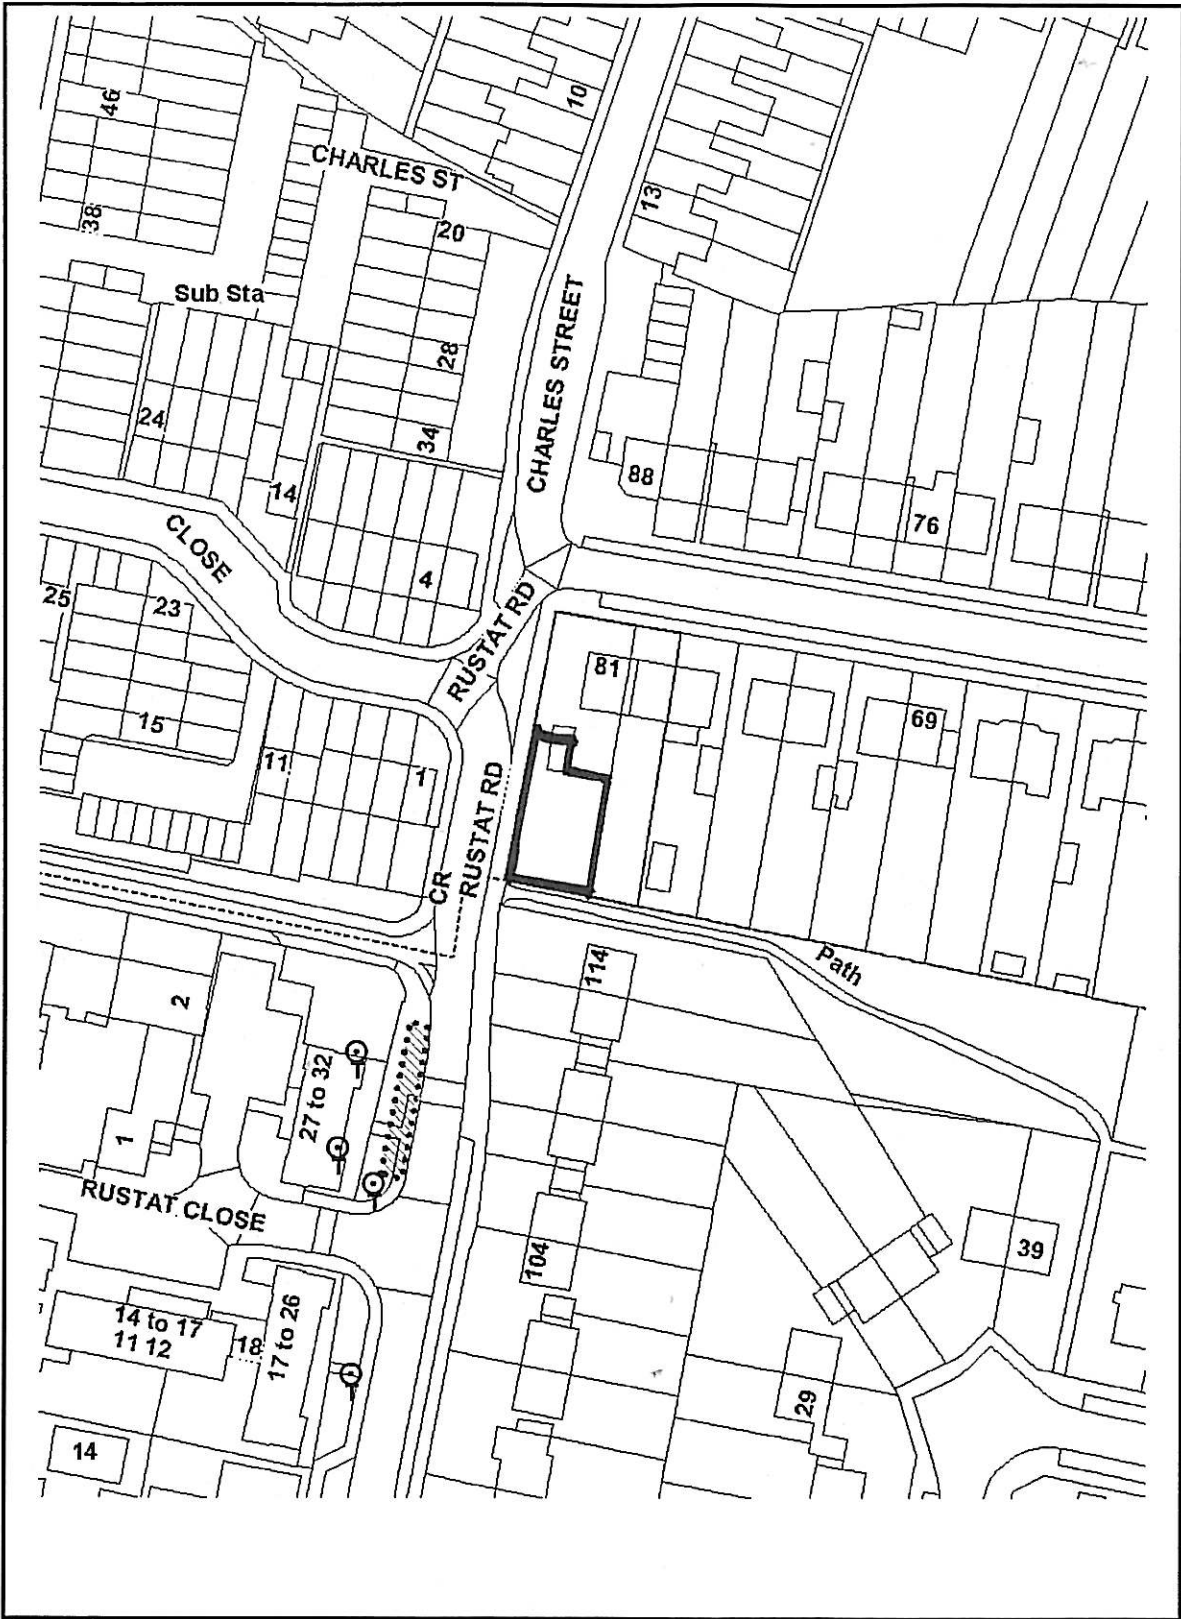 46
10
CHARLES ST
13
38
20
Sub Sta
CHARLES STREET
28
24
34
88
14
76
CLOSE
4
RUSTAT RD
25
23
81
15
69
11
1
RUSTAT RD
CR
114
Path
2
27 to 32
1
RUSTAT CLOSE
104
39
14 to 17
11 12
18
17 to 26
29
14